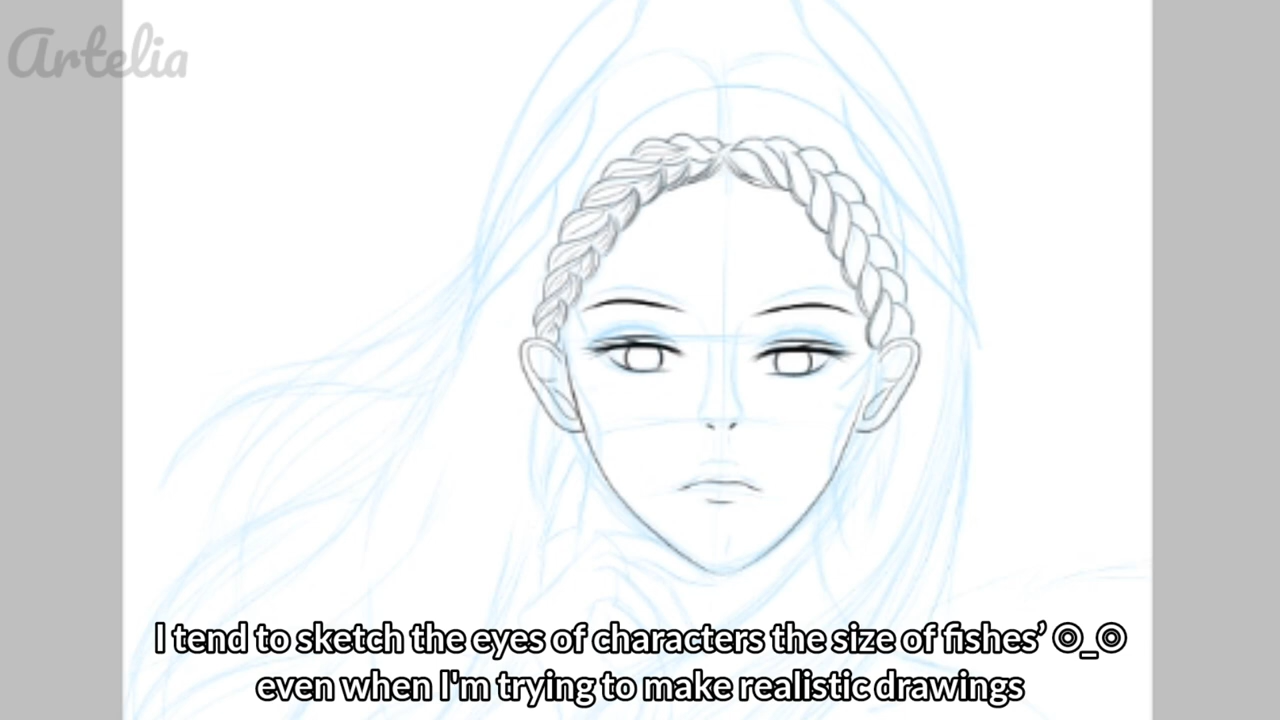 Artelia
I tend to sketch the eyes of characters the size of fishes’ ◎_◎
even when I'm trying to make realistic drawings